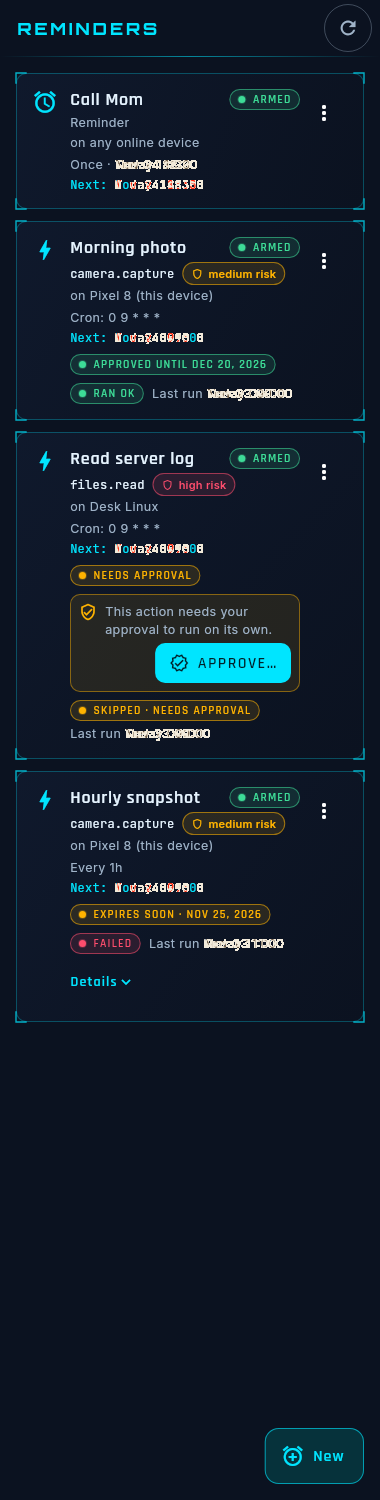 REMINDERS
Call Mom
ARMED
Reminder
on any online device
Once ·
Next:
Morning photo
ARMED
camera.capture
medium risk
on Pixel 8 (this device)
Cron: 0 9 * * *
Next:
APPROVED UNTIL DEC 20, 2026
RAN OK
Last run
Read server log
ARMED
files.read
high risk
on Desk Linux
Cron: 0 9 * * *
Next:
NEEDS APPROVAL
This action needs your
approval to run on its own.
APPROVE…
SKIPPED · NEEDS APPROVAL
Last run
Hourly snapshot
ARMED
camera.capture
medium risk
on Pixel 8 (this device)
Every 1h
Next:
EXPIRES SOON · NOV 25, 2026
FAILED
Last run
Details
New